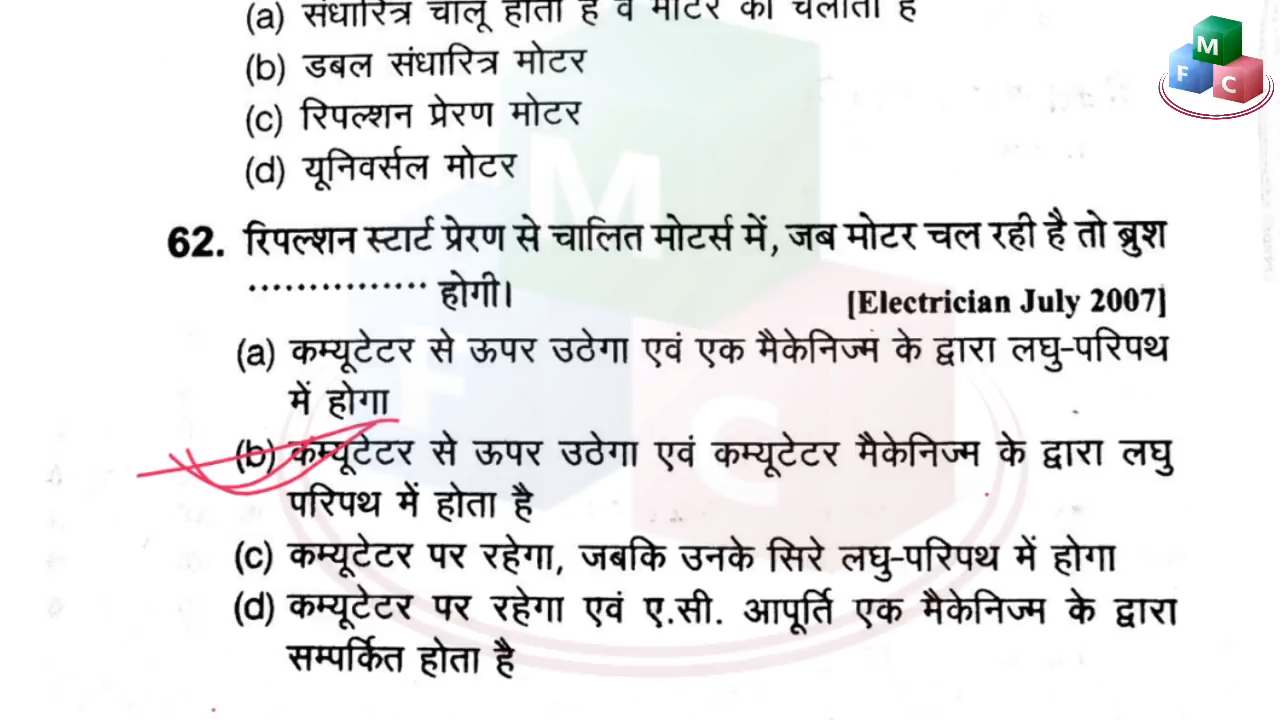 (a) संधारित्र चालू होता है व मोटर को चलाता है
(b) डबल संधारित्र मोटर
(c) रिपल्शन प्रेरण मोटर
(d) यूनिवर्सल मोटर
62. रिपल्शन स्टार्ट प्रेरण से चालित मोटर्स में, जब मोटर चल रही है तो ब्रुश
............... होगी।
[Electrician July 2007]
(a) कम्यूटेटर से ऊपर उठेगा एवं एक मैकेनिज्म के द्वारा लघु-परिपथ
में होगा
(b) कम्यूटेटर से ऊपर उठेगा एवं कम्यूटेटर मैकेनिज्म के द्वारा लघु
परिपथ में होता है
(c) कम्यूटेटर पर रहेगा, जबकि उनके सिरे लघु-परिपथ में होगा
(d) कम्यूटेटर पर रहेगा एवं ए.सी. आपूर्ति एक मैकेनिज्म के द्वारा
सम्पर्कित होता है
M
F
C
M
F
C